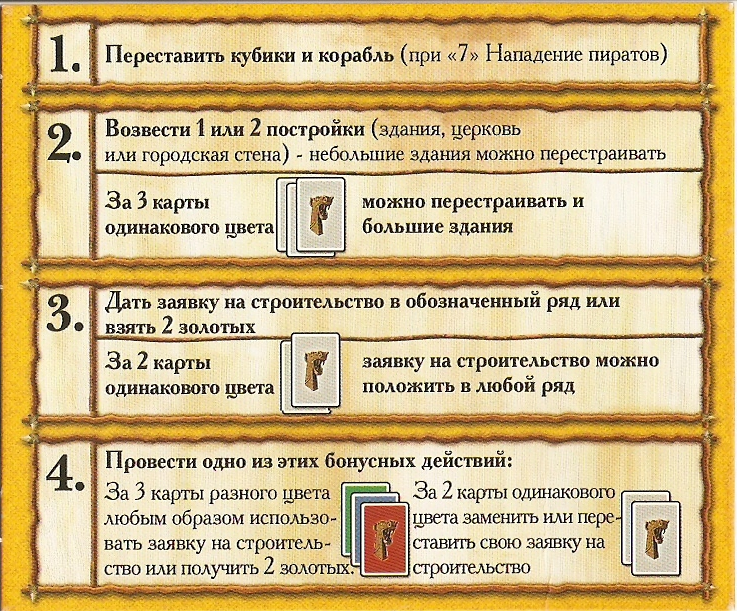 1. Переставить кубики и корабль (при «7» Нападение пиратов)
2. Возвести 1 или 2 постройки (здания, церковь
или городская стена) - небольшие здания можно перестраивать
За 3 карты
одинакового цвета
можно перестраивать и
большие здания
3. Дать заявку на строительство в обозначенный ряд или
взять 2 золотых
За 2 карты
одинакового цвета
заявку на строительство можно
положить в любой ряд
4. Провести одно из этих бонусных действий:
За 3 карты разного цвета
любым образом использо-
вать заявку на строитель-
ство или получить 2 золотых.
За 2 карты одинакового
цвета заменить или пере-
ставить свою заявку на
строительство